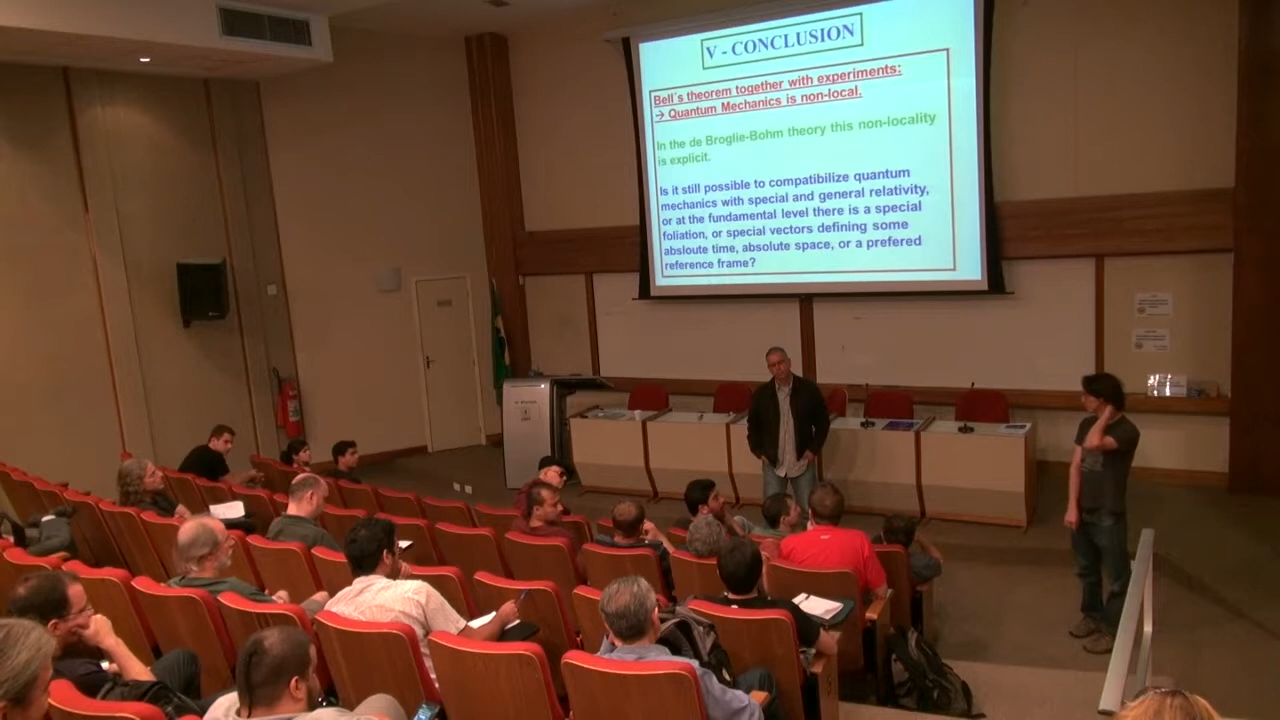 V - CONCLUSION
Bell´s theorem together with experiments:
→ Quantum Mechanics is non-local.
In the de Broglie-Bohm theory this non-locality
is explicit.
Is it still possible to compatibilize quantum
mechanics with special and general relativity,
or at the fundamental level there is a special
foliation, or special vectors defining some
absloute time, absolute space, or a prefered
reference frame?